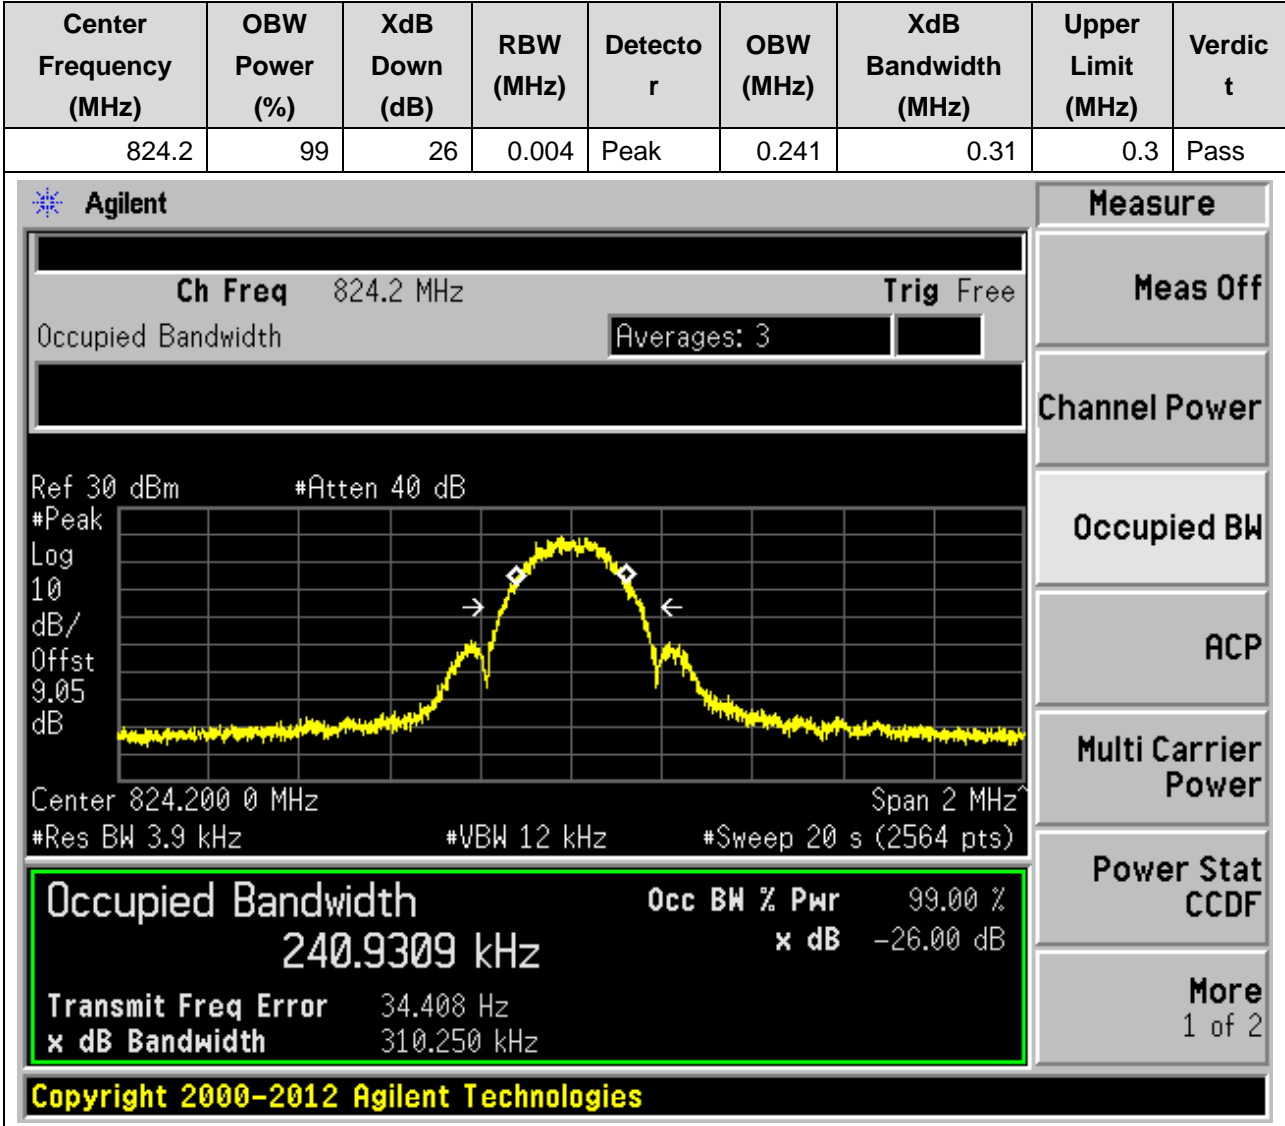 Center Frequency (MHz) OBW Power (%) XdB Down (dB) RBW (MHz) Detecto r OBW (MHz) XdB Bandwidth (MHz) Upper Limit (MHz) Verdic t
824.2 99 26 0.004 Peak 0.241 0.31 0.3 Pass
Agilent
Measure
Ch Freq 824.2 MHz Trig Free
Meas Off
Occupied Bandwidth Averages: 3
Channel Power
Ref 30 dBm #Atten 40 dB
#Peak
Log
10
dB/
Offst
9.05
dB
Occupied BW
ACP
Multi Carrier
Power
Center 824.200 0 MHz Span 2 MHz^
#Res BW 3.9 kHz #VBW 12 kHz #Sweep 20 s (2564 pts)
Power Stat
CCDF
Occupied Bandwidth Occ BW % Pwr 99.00 %
240.9309 kHz x dB -26.00 dB
Transmit Freq Error 34.408 Hz
x dB Bandwidth 310.250 kHz
More
1 of 2
Copyright 2000-2012 Agilent Technologies